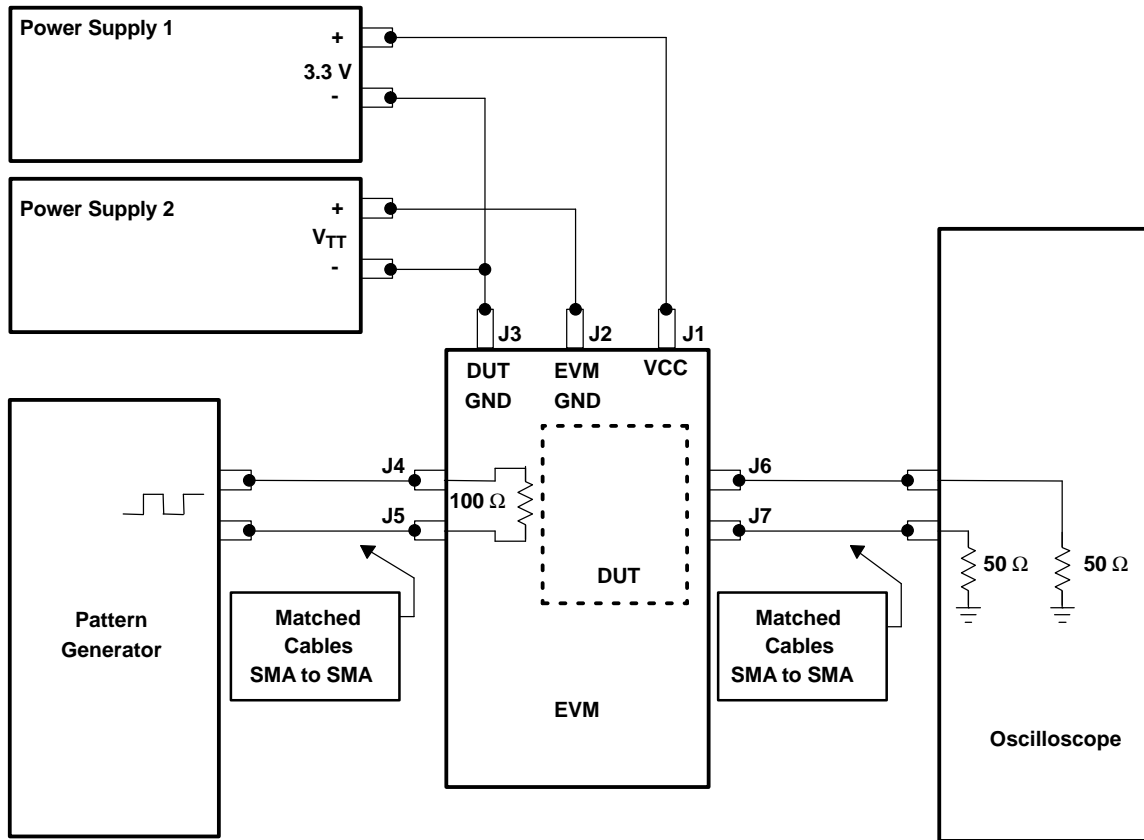 Power Supply 1
+
3.3 V
-
Power Supply 2
+
VTT
-
J3
J2
J1
DUT
GND
EVM
GND
VCC
J4
J5
100 Ω
J6
J7
DUT
EVM
50 Ω
50 Ω
Pattern
Generator
Matched
Cables
SMA to SMA
Matched
Cables
SMA to SMA
Oscilloscope